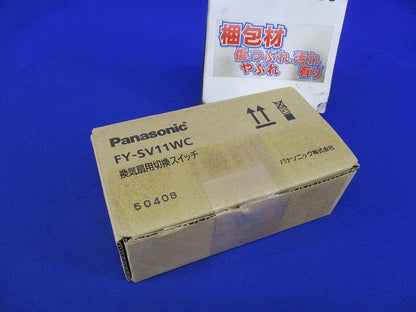 梱包材
傷つぶれ汚れ
やぶれ 有り
Panasonic
FY-SV11WC
換気扇用切換スイッチ
50408
パナソニック株式会社